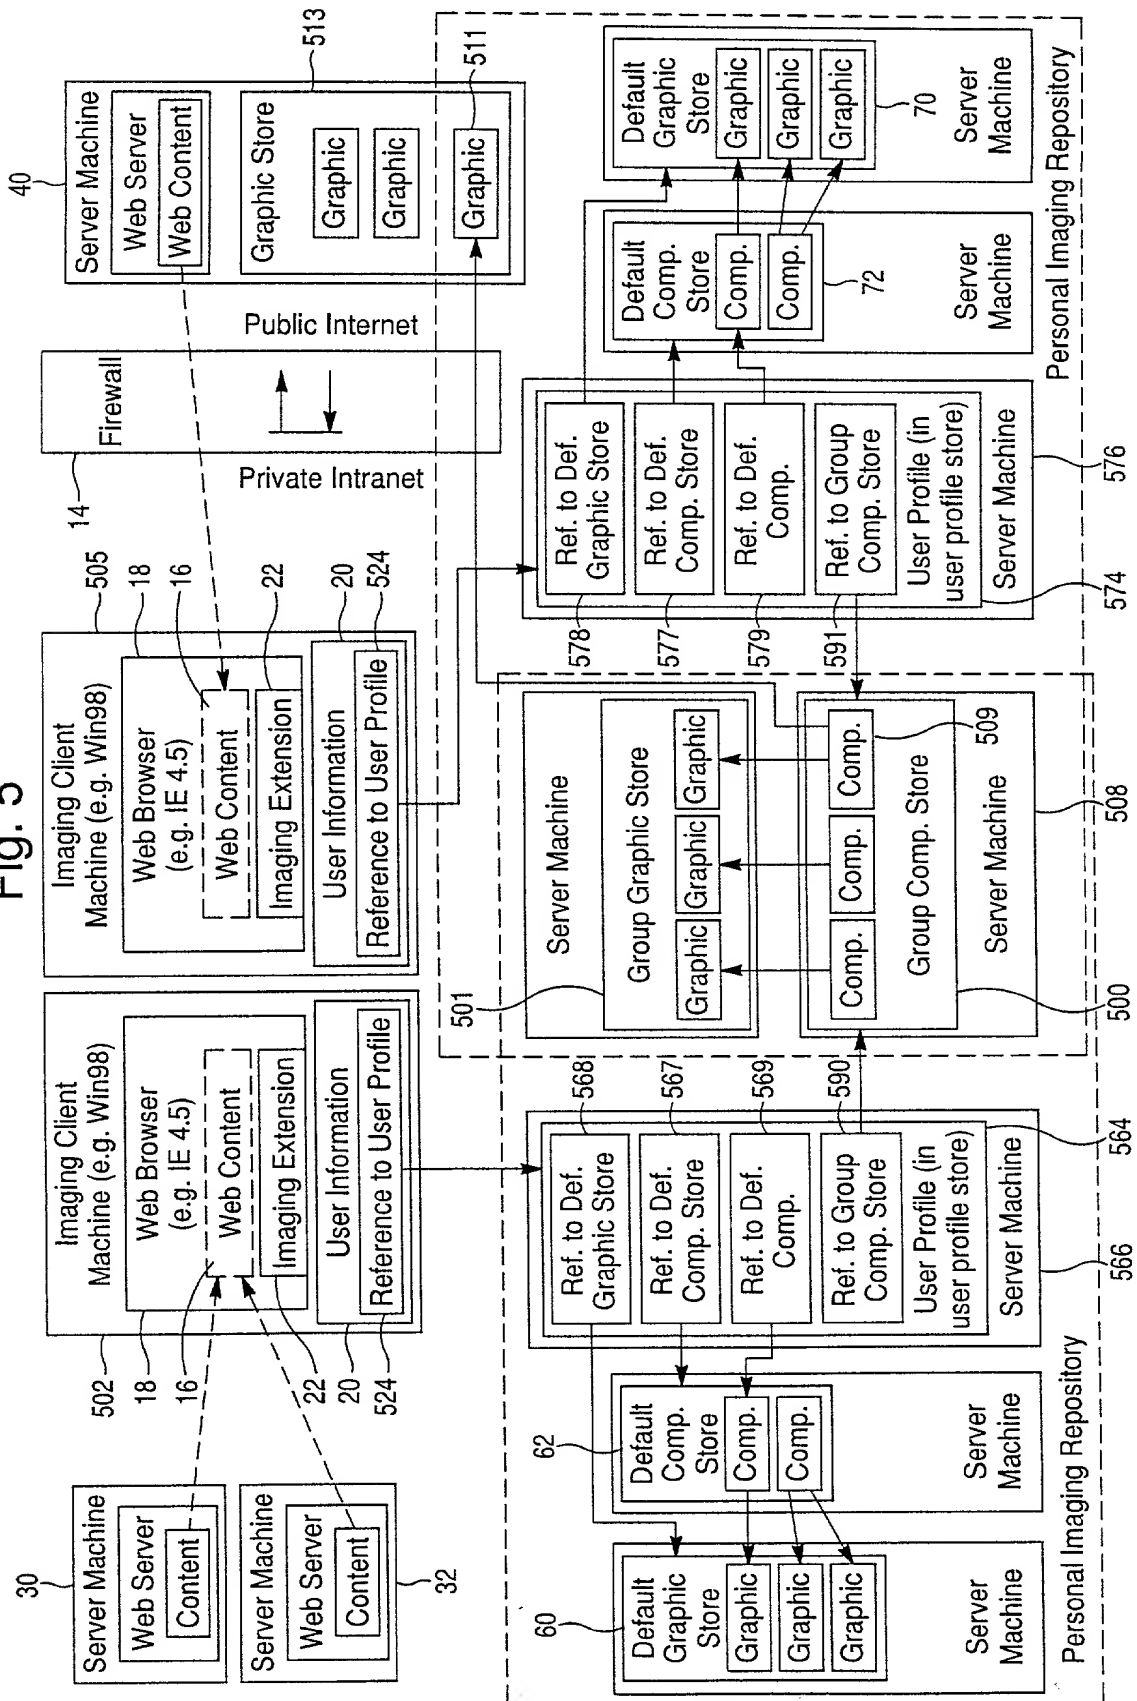 Fig. 5
30
Server Machine
Web Server
Content
Server Machine
Web Server
Content
32
502
18
16
22
20
524
Imaging Client
Machine (e.g. Win98)
Web Browser
(e.g. IE 4.5)
Web Content
Imaging Extension
User Information
Reference to User Profile
Imaging Client
Machine (e.g. Win98)
Web Browser
(e.g. IE 4.5)
Web Content
Imaging Extension
User Information
Reference to User Profile
505
18
16
22
20
524
14
Firewall
Private Intranet
Public Internet
40
Server Machine
Web Server
Web Content
Graphic Store
Graphic
Graphic
Graphic
513
511
60
Default
Graphic
Store
Graphic
Graphic
Graphic
Server
Machine
62
Default
Comp.
Store
Comp.
Comp.
Server
Machine
Ref. to Def.
Graphic Store
Ref. to Def.
Comp. Store
Ref. to Def.
Comp.
Ref. to Group
Comp. Store
User Profile (in
user profile store)
Server Machine
568
567
569
590
564
566
Personal Imaging Repository
501
Server Machine
Group Graphic Store
Graphic
Graphic
Graphic
Comp.
Comp.
Comp.
509
Group Comp. Store
Server Machine
500
508
578
577
579
591
574
576
Ref. to Def.
Graphic Store
Ref. to Def.
Comp. Store
Ref. to Def.
Comp.
Ref. to Group
Comp. Store
User Profile (in
user profile store)
Server Machine
Default
Comp.
Store
Comp.
Comp.
72
Server
Machine
Default
Graphic
Store
Graphic
Graphic
Graphic
70
Server
Machine
Personal Imaging Repository